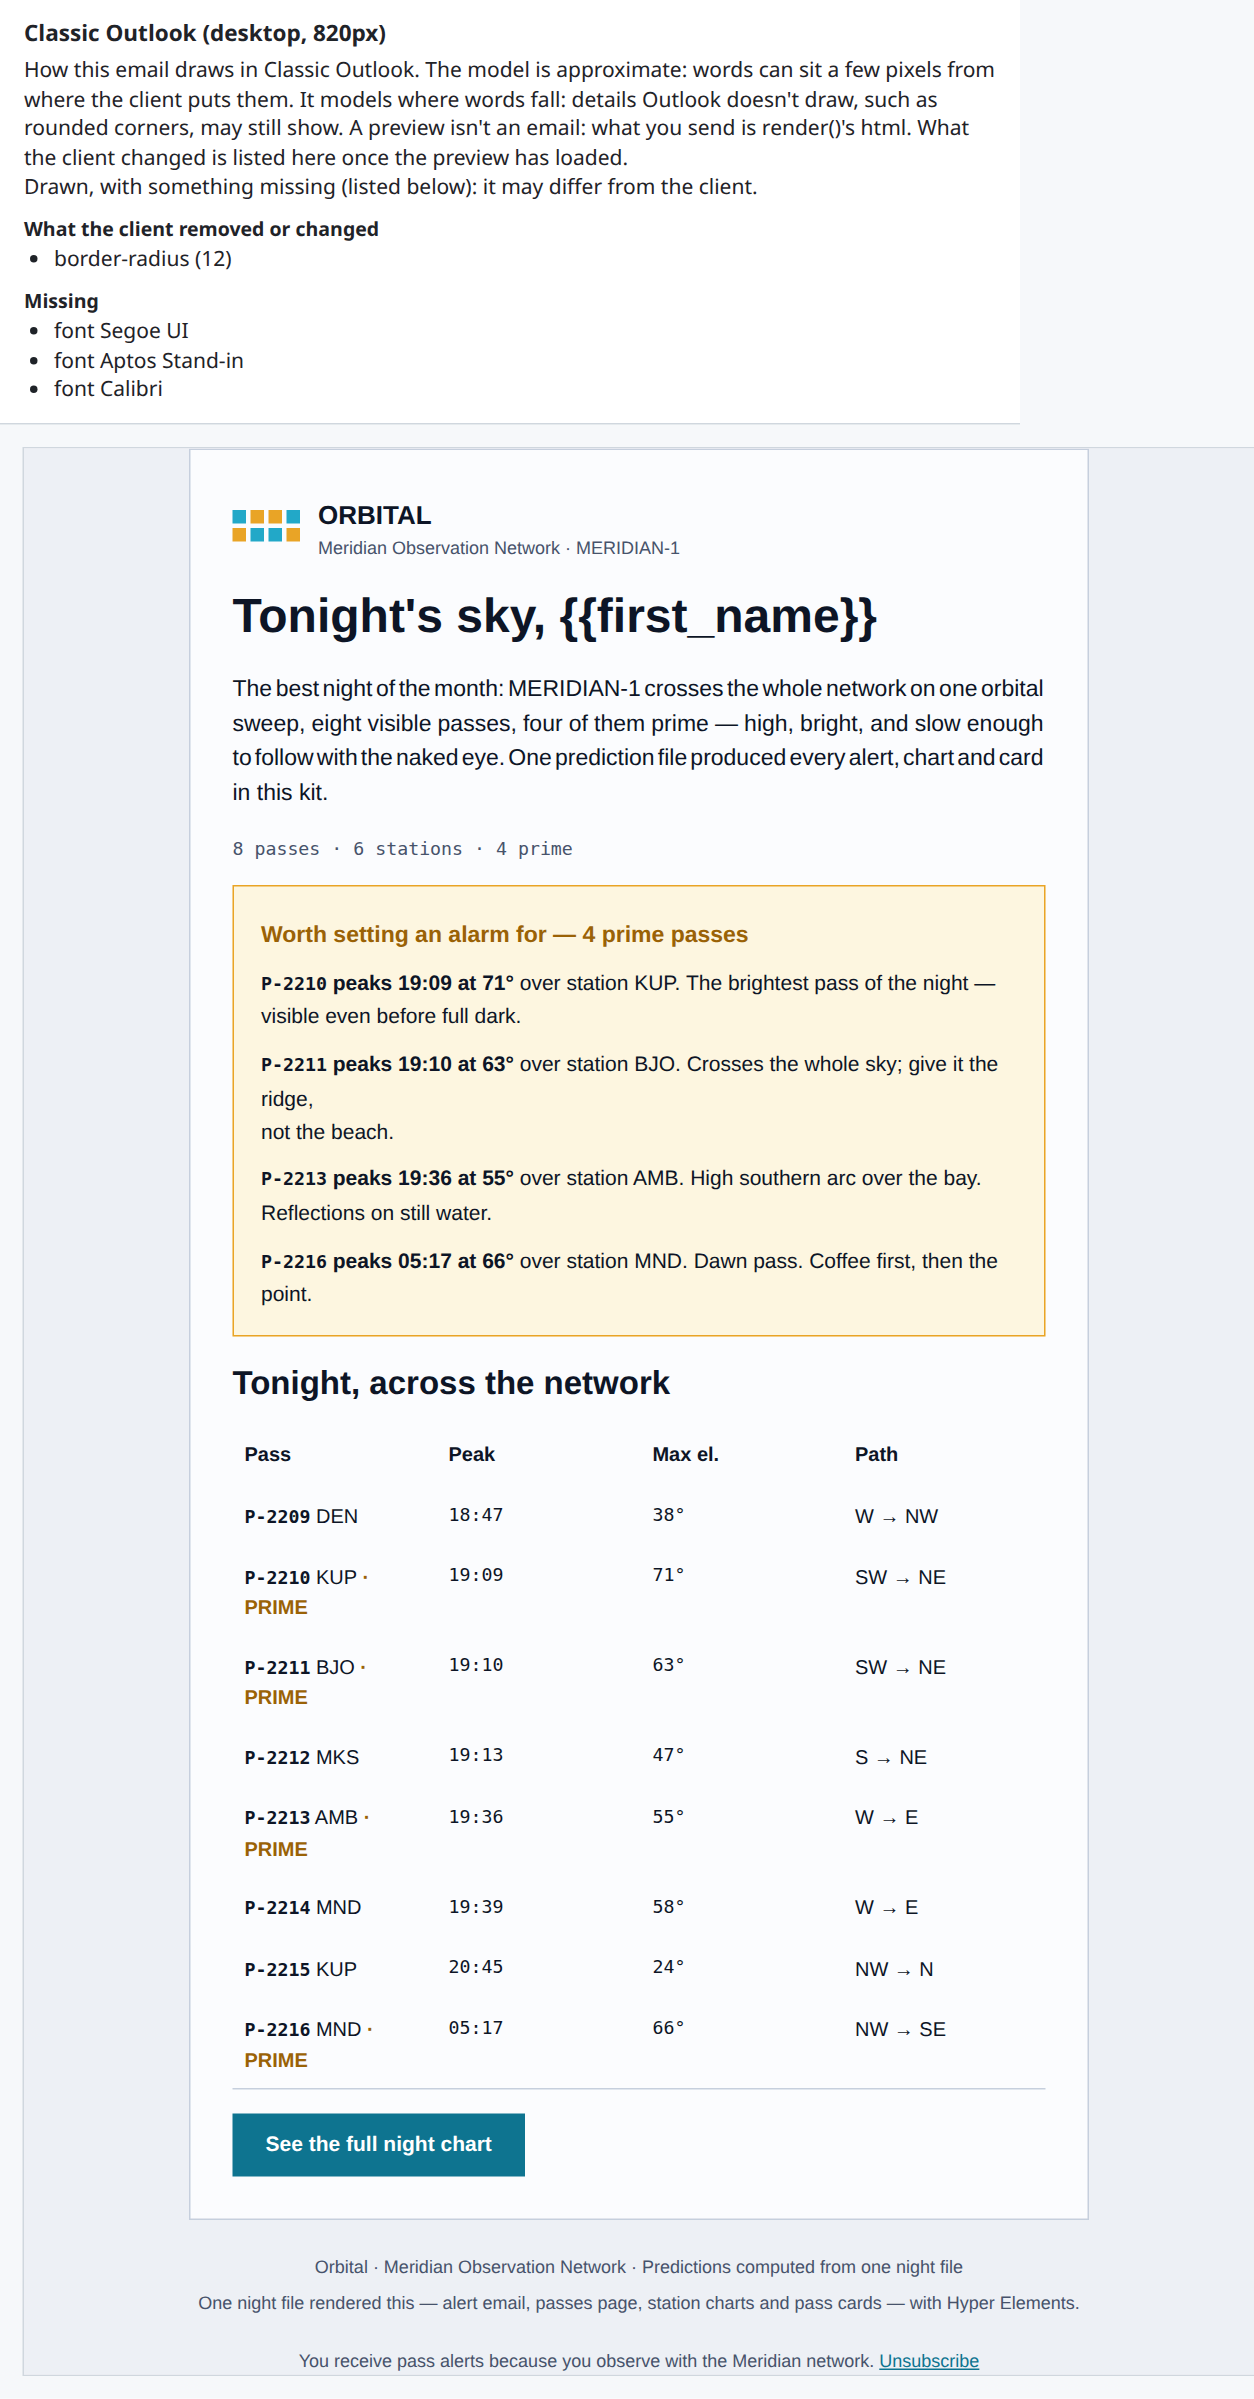 Classic Outlook (desktop, 820px)
How this email draws in Classic Outlook. The model is approximate: words can sit a few pixels from
where the client puts them. It models where words fall: details Outlook doesn't draw, such as
rounded corners, may still show. A preview isn't an email: what you send is render()'s html. What
the client changed is listed here once the preview has loaded.
Drawn, with something missing (listed below): it may differ from the client.
What the client removed or changed
• border-radius (12)
Missing
• font Segoe UI
• font Aptos Stand-in
• font Calibri
ORBITAL
Meridian Observation Network · MERIDIAN-1
Tonight's sky, {{first_name}}
The best night of the month: MERIDIAN-1 crosses the whole network on one orbital
sweep, eight visible passes, four of them prime — high, bright, and slow enough
to follow with the naked eye. One prediction file produced every alert, chart and card
in this kit.
8 passes · 6 stations · 4 prime
Worth setting an alarm for — 4 prime passes
P-2210 peaks 19:09 at 71° over station KUP. The brightest pass of the night —
visible even before full dark.
P-2211 peaks 19:10 at 63° over station BJO. Crosses the whole sky; give it the
ridge,
not the beach.
P-2213 peaks 19:36 at 55° over station AMB. High southern arc over the bay.
Reflections on still water.
P-2216 peaks 05:17 at 66° over station MND. Dawn pass. Coffee first, then the
point.
Tonight, across the network
Pass Peak Max el. Path
P-2209 DEN 18:47 38° W → NW
P-2210 KUP · 19:09 71° SW → NE
PRIME
P-2211 BJO · 19:10 63° SW → NE
PRIME
P-2212 MKS 19:13 47° S → NE
P-2213 AMB · 19:36 55° W → E
PRIME
P-2214 MND 19:39 58° W → E
P-2215 KUP 20:45 24° NW → N
P-2216 MND · 05:17 66° NW → SE
PRIME
See the full night chart
Orbital · Meridian Observation Network · Predictions computed from one night file
One night file rendered this — alert email, passes page, station charts and pass cards — with Hyper Elements.
You receive pass alerts because you observe with the Meridian network. Unsubscribe